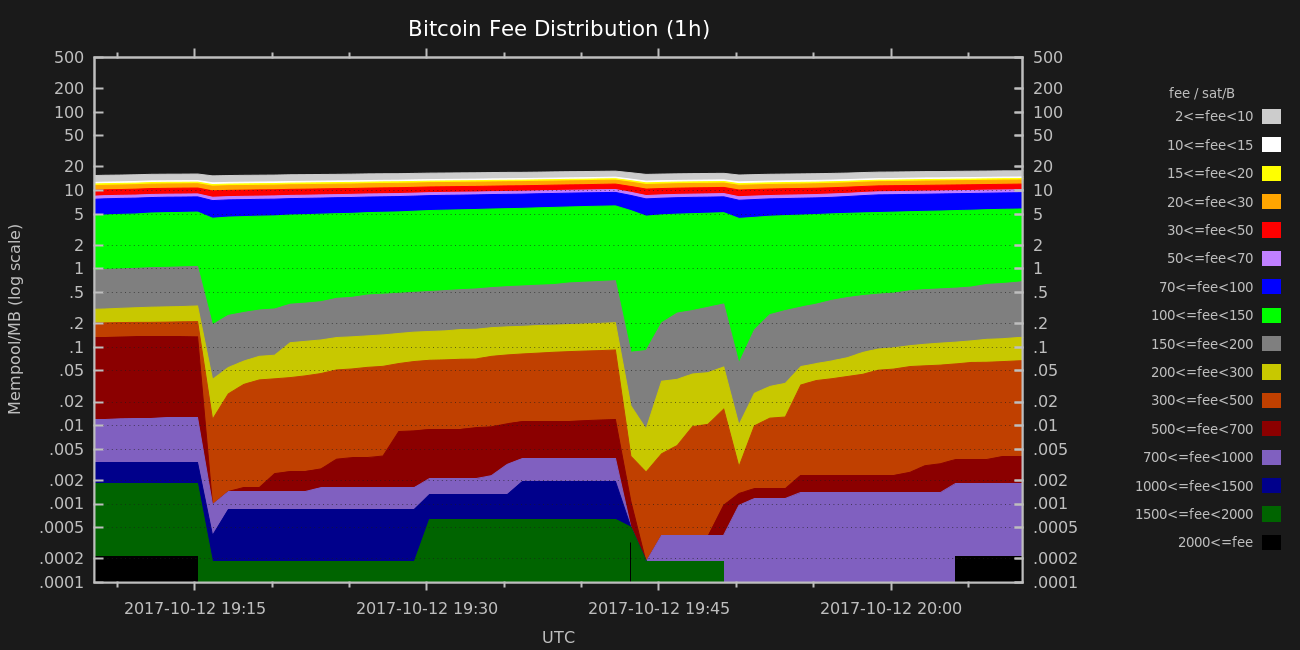 Bitcoin Fee Distribution (1h)
500
200
100
50
20
10
5
2
1
.5
.2
.1
.05
.02
.01
.005
.002
.001
.0005
.0002
.0001
Mempool/MB (log scale)
500
200
100
50
20
10
5
2
1
.5
.2
.1
.05
.02
.01
.005
.002
.001
.0005
.0002
.0001
2017-10-12 19:15
2017-10-12 19:30
2017-10-12 19:45
2017-10-12 20:00
UTC
fee / sat/B
2<=fee<10
10<=fee<15
15<=fee<20
20<=fee<30
30<=fee<50
50<=fee<70
70<=fee<100
100<=fee<150
150<=fee<200
200<=fee<300
300<=fee<500
500<=fee<700
700<=fee<1000
1000<=fee<1500
1500<=fee<2000
2000<=fee